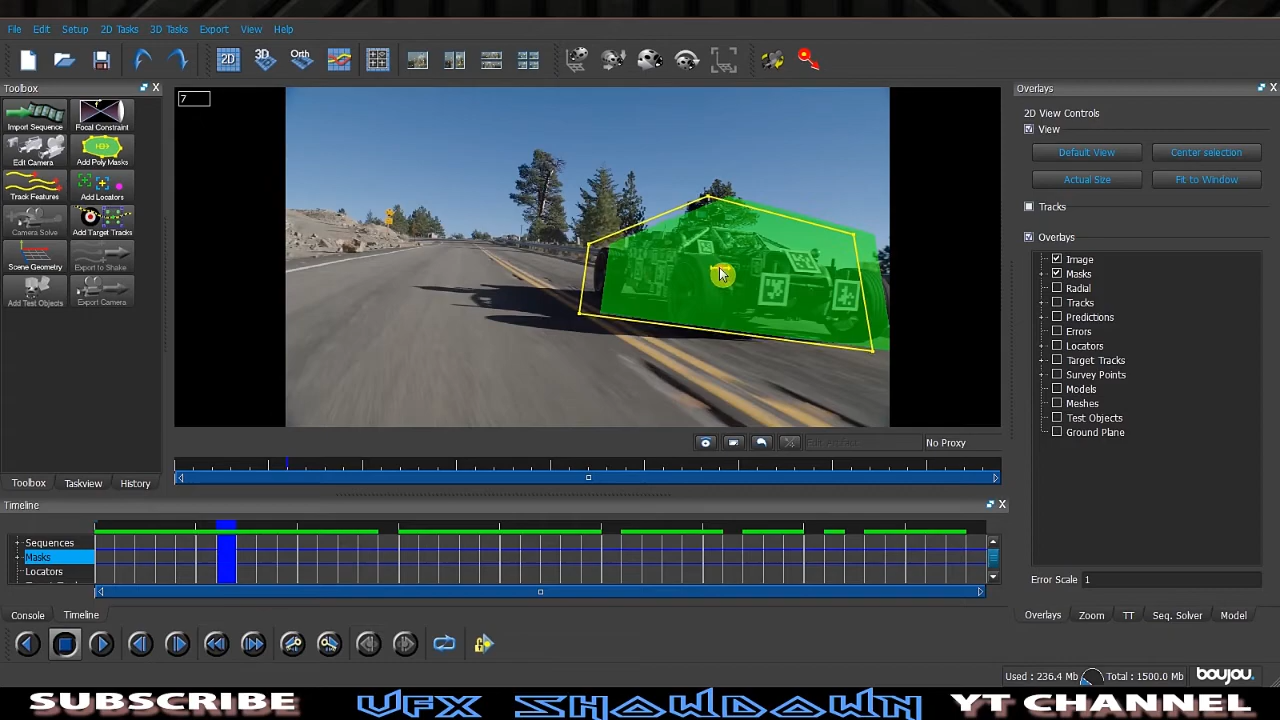 File Edit Setup 2D Tasks 3D Tasks Export View Help
2D 3D Orth
Toolbox
Overlays
Import Sequence Focal Constraint
Edit Camera Add Poly Masks
Track Features Add Locators
Camera Solve Add Target Tracks
Scene Geometry Export to Shake
Add Test Objects Export Camera
7
2D View Controls
View
Default View Center selection
Actual Size Fit to Window
Tracks
Overlays
Image
Masks
Radial
Tracks
Predictions
Errors
Locators
Target Tracks
Survey Points
Models
Meshes
Test Objects
Ground Plane
No Proxy
Toolbox Taskview History
Timeline
Sequences
Masks
Locators
Error Scale 1
Console Timeline
Overlays Zoom TT Seq. Solver Model
Used : 236.4 Mb Total : 1500.0 Mb boujou
SUBSCRIBE VFX SHOWDOWN YT CHANNEL